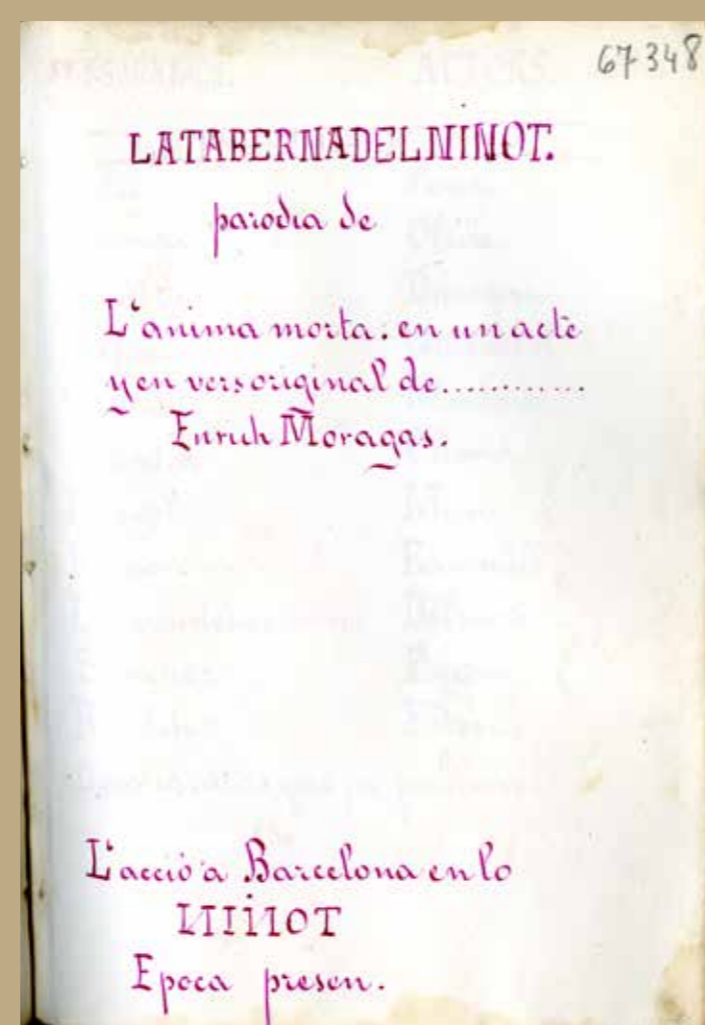 67348
LATABERNADELNINOT.
parodia de
L'anima morta: en un acte
y en vers original de............
Enrich Moragas.
L'acció a Barcelona en lo
NINOT
Epoca presen.